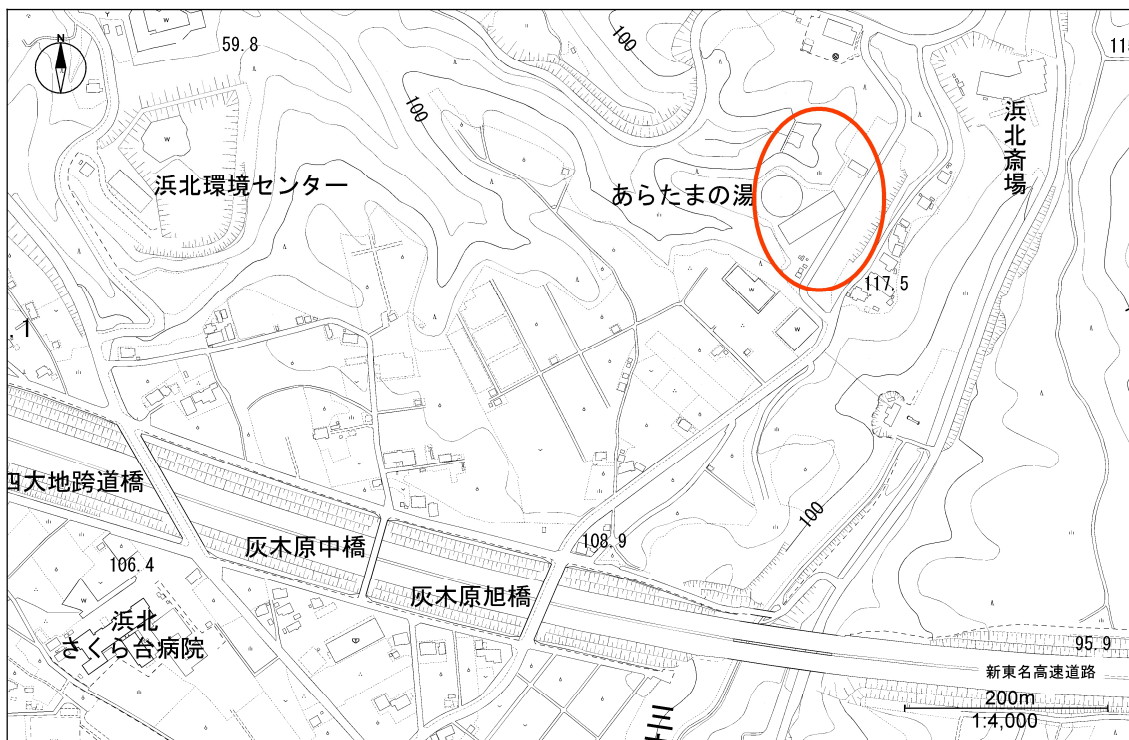 N
59.8
100
100
浜北斎場
浜北環境センター
あらたまの湯
117.5
四大地跨道橋
100
灰木原中橋
108.9
106.4
灰木原旭橋
浜北
さくら台病院
95.9
新東名高速道路
200m
1:4,000